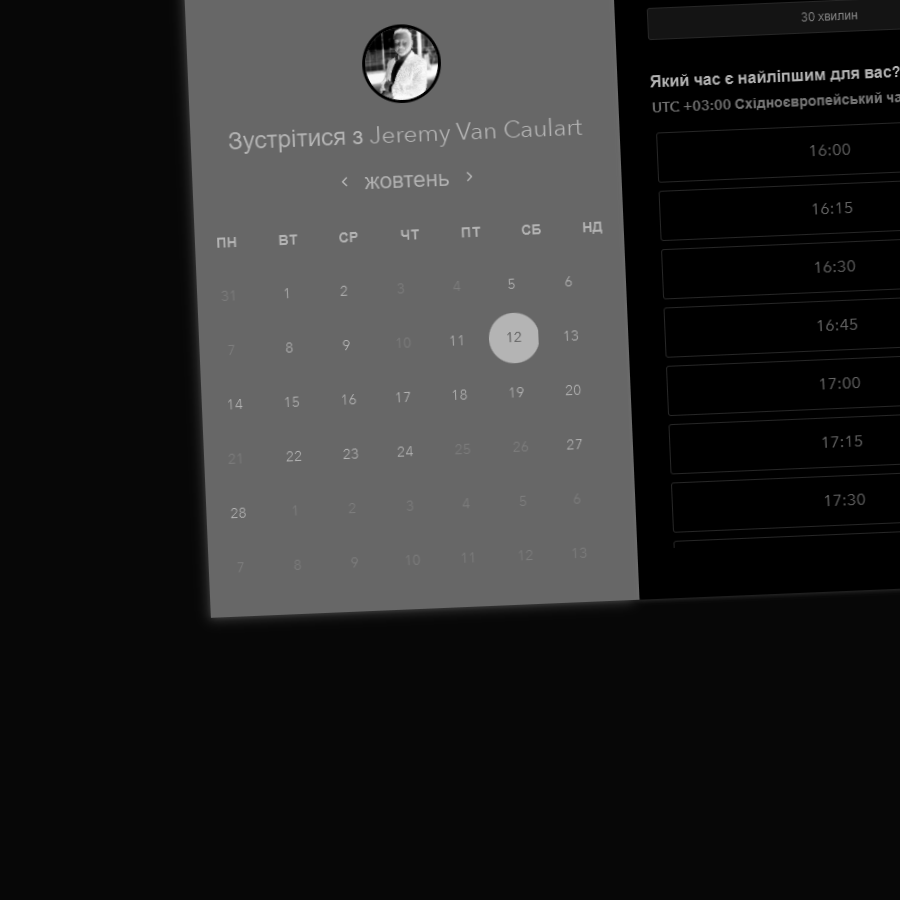 Зустрітися з Jeremy Van Caulart
жовтень
ПН ВТ СР ЧТ ПТ СБ НД
31 1 2 3 4 5 6
7 8 9 10 11 12 13
14 15 16 17 18 19 20
21 22 23 24 25 26 27
28 1 2 3 4 5 6
7 8 9 10 11 12 13
30 хвилин
Який час є найліпшим для вас?
UTC +03:00 Східноєвропейський
16:00
16:15
16:30
16:45
17:00
17:15
17:30